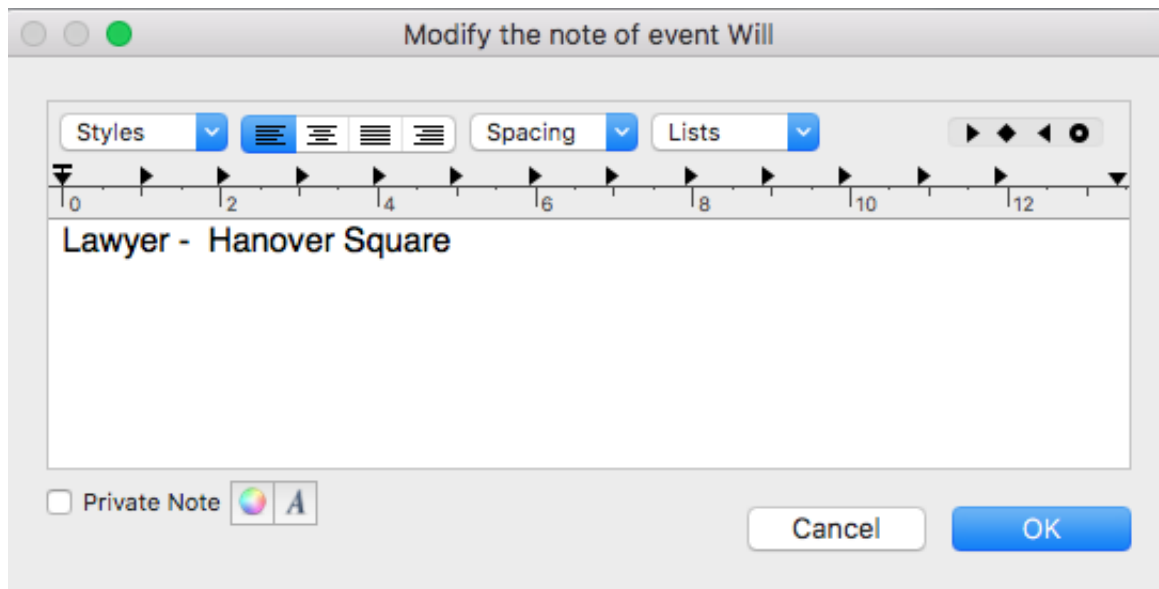 Modify the note of event Will
Styles Spacing Lists
0 2 4 6 8 10 12
Lawyer -  Hanover Square
Private Note A
Cancel OK